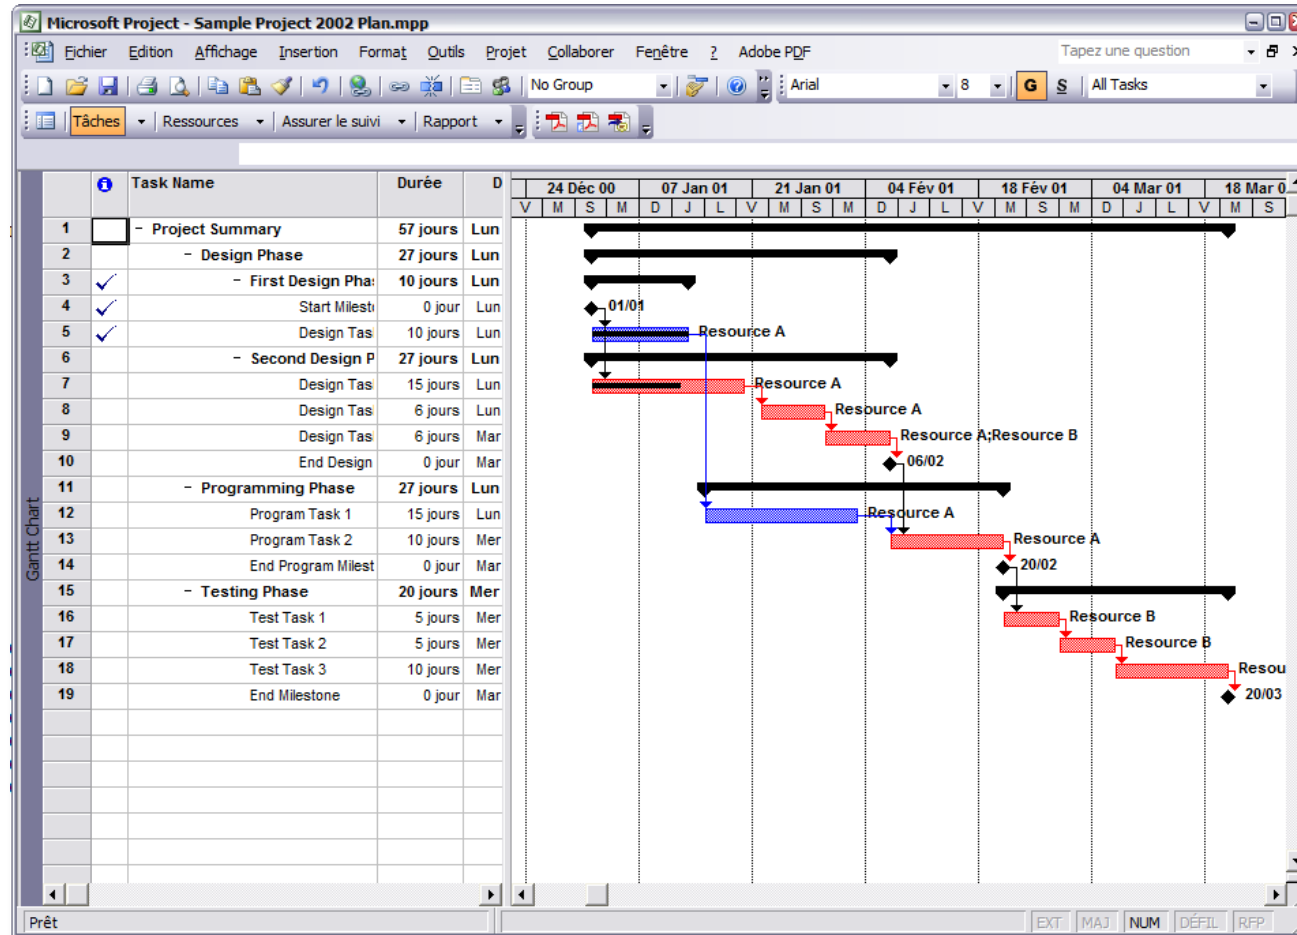 Microsoft Project - Sample Project 2002 Plan.mpp
Fichier Edition Affichage Insertion Format Outils Projet Collaborer Fenêtre ? Adobe PDF Tapez une question
No Group Arial 8 G S All Tasks
Tâches Ressources Assurer le suivi Rapport
Task Name Durée D 24 Déc 00 07 Jan 01 21 Jan 01 04 Fév 01 18 Fév 01 04 Mar 01 18 Mar 0
V M S M D J L V M S M D J L V M S M D J L V M S
1 - Project Summary 57 jours Lun
2 - Design Phase 27 jours Lun
3 - First Design Pha 10 jours Lun
4 Start Milest 0 jour Lun 01/01
5 Design Tas 10 jours Lun Resource A
6 - Second Design P 27 jours Lun
7 Design Tas 15 jours Lun Resource A
8 Design Tas 6 jours Lun Resource A
9 Design Tas 6 jours Mar Resource A;Resource B
10 End Design 0 jour Mar 06/02
11 - Programming Phase 27 jours Lun
12 Program Task 1 15 jours Lun Resource A
13 Program Task 2 10 jours Mer Resource A
14 End Program Milest 0 jour Mar 20/02
15 - Testing Phase 20 jours Mer
16 Test Task 1 5 jours Mer Resource B
17 Test Task 2 5 jours Mer Resource B
18 Test Task 3 10 jours Mer Resou
19 End Milestone 0 jour Mar 20/03
Gantt Chart
Prêt EXT MAJ NUM DÉFIL RFP